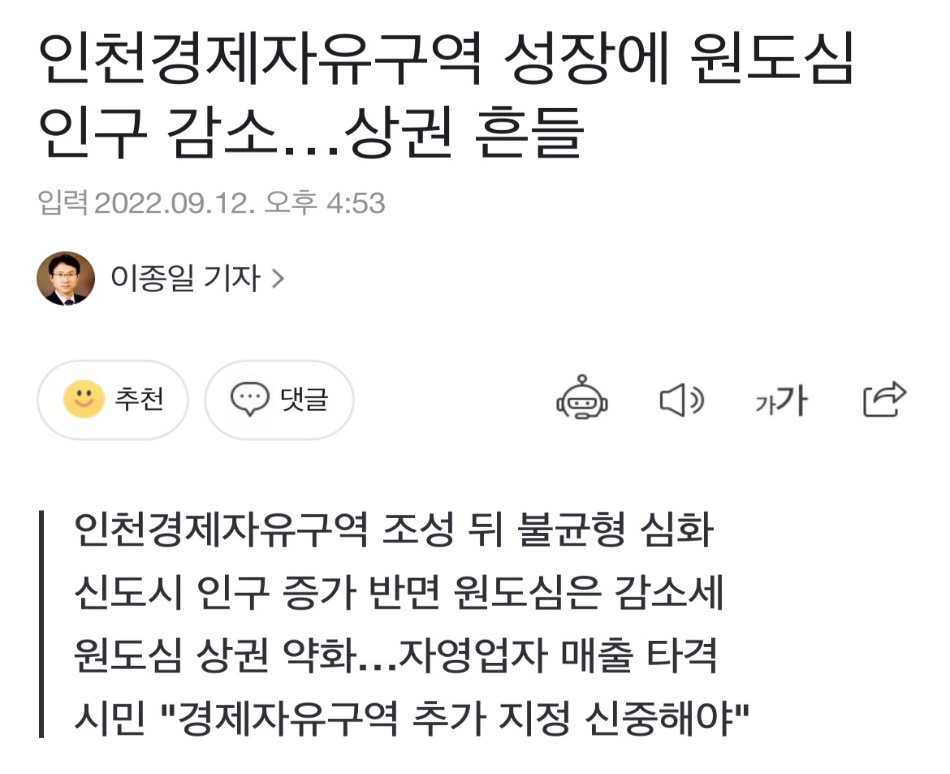 인천경제자유구역 성장에 원도심
인구 감소…상권 흔들
입력 2022.09.12. 오후 4:53
이종일 기자 >
추천 댓글 가가
인천경제자유구역 조성 뒤 불균형 심화
신도시 인구 증가 반면 원도심은 감소세
원도심 상권 약화…자영업자 매출 타격
시민 "경제자유구역 추가 지정 신중해야"